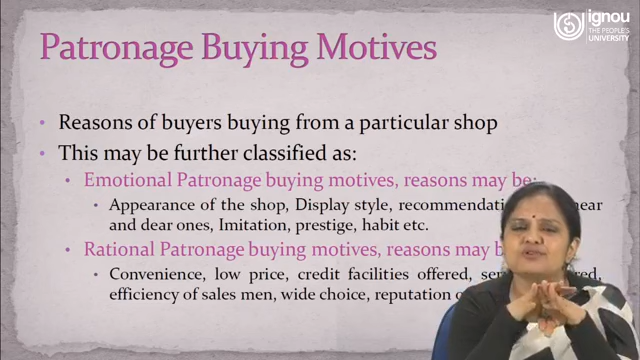 ignou
THE PEOPLE'S
UNIVERSITY
Patronage Buying Motives
• Reasons of buyers buying from a particular shop
• This may be further classified as:
• Emotional Patronage buying motives, reasons may be:
• Appearance of the shop, Display style, near
and dear ones, Imitation, prestige, habit etc.
• Rational Patronage buying motives, reasons may
• Convenience, low price, credit facilities offered,
efficiency of sales men, wide choice, reputation